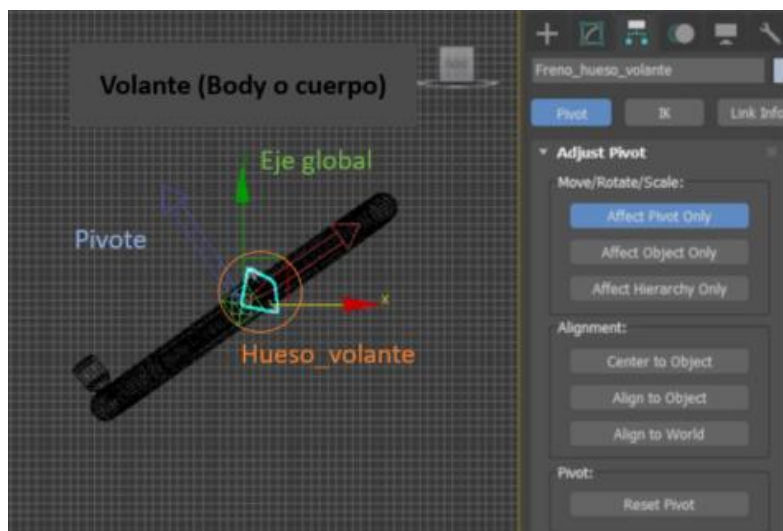 Volante (Body o cuerpo)
Eje global
Pivote
x
Hueso_volante
Freno_hueso_volante
Pivot
IK
Link Info
Adjust Pivot
Move/Rotate/Scale:
Affect Pivot Only
Affect Object Only
Affect Hierarchy Only
Alignment:
Center to Object
Align to Object
Align to World
Pivot:
Reset Pivot